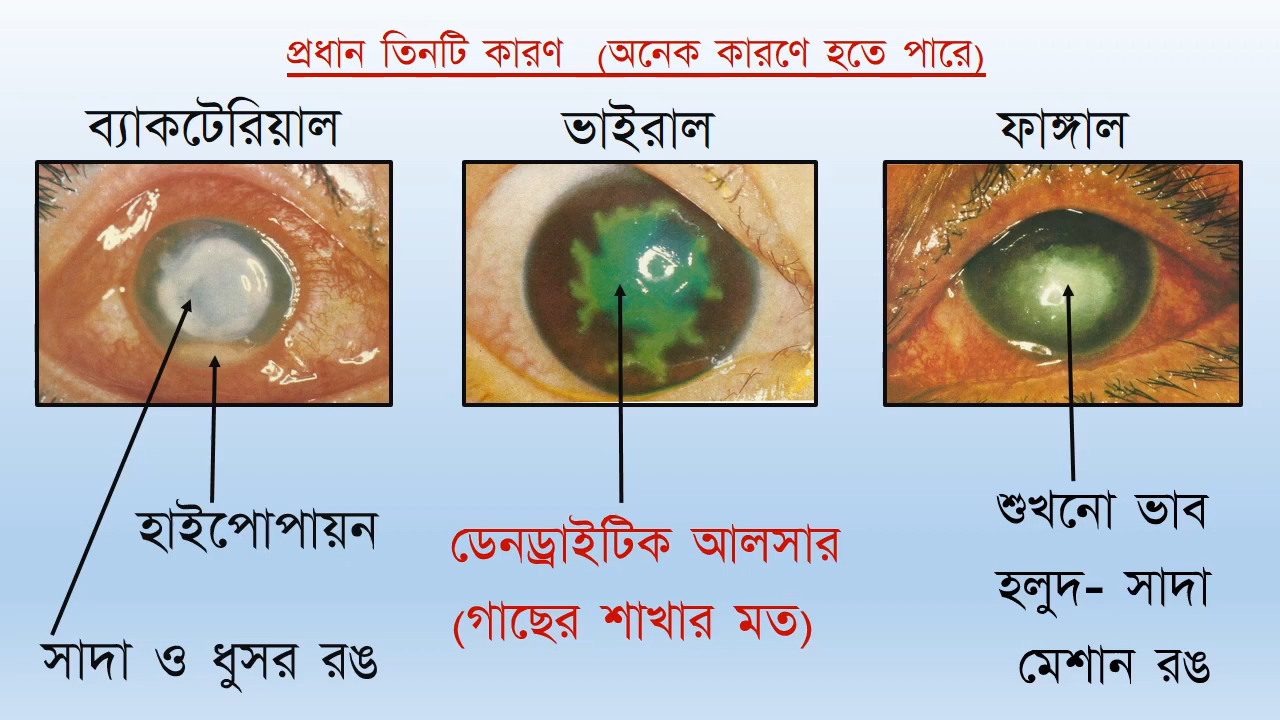 প্রধান তিনটি কারণ (অনেক কারণে হতে পারে)
ব্যাকটেরিয়াল
ভাইরাল
ফাঙ্গাল
হাইপোপায়ন
সাদা ও ধুসর রঙ
ডেনড্রাইটিক আলসার
(গাছের শাখার মত)
শুখনো ভাব
হলুদ- সাদা
মেশান রঙ